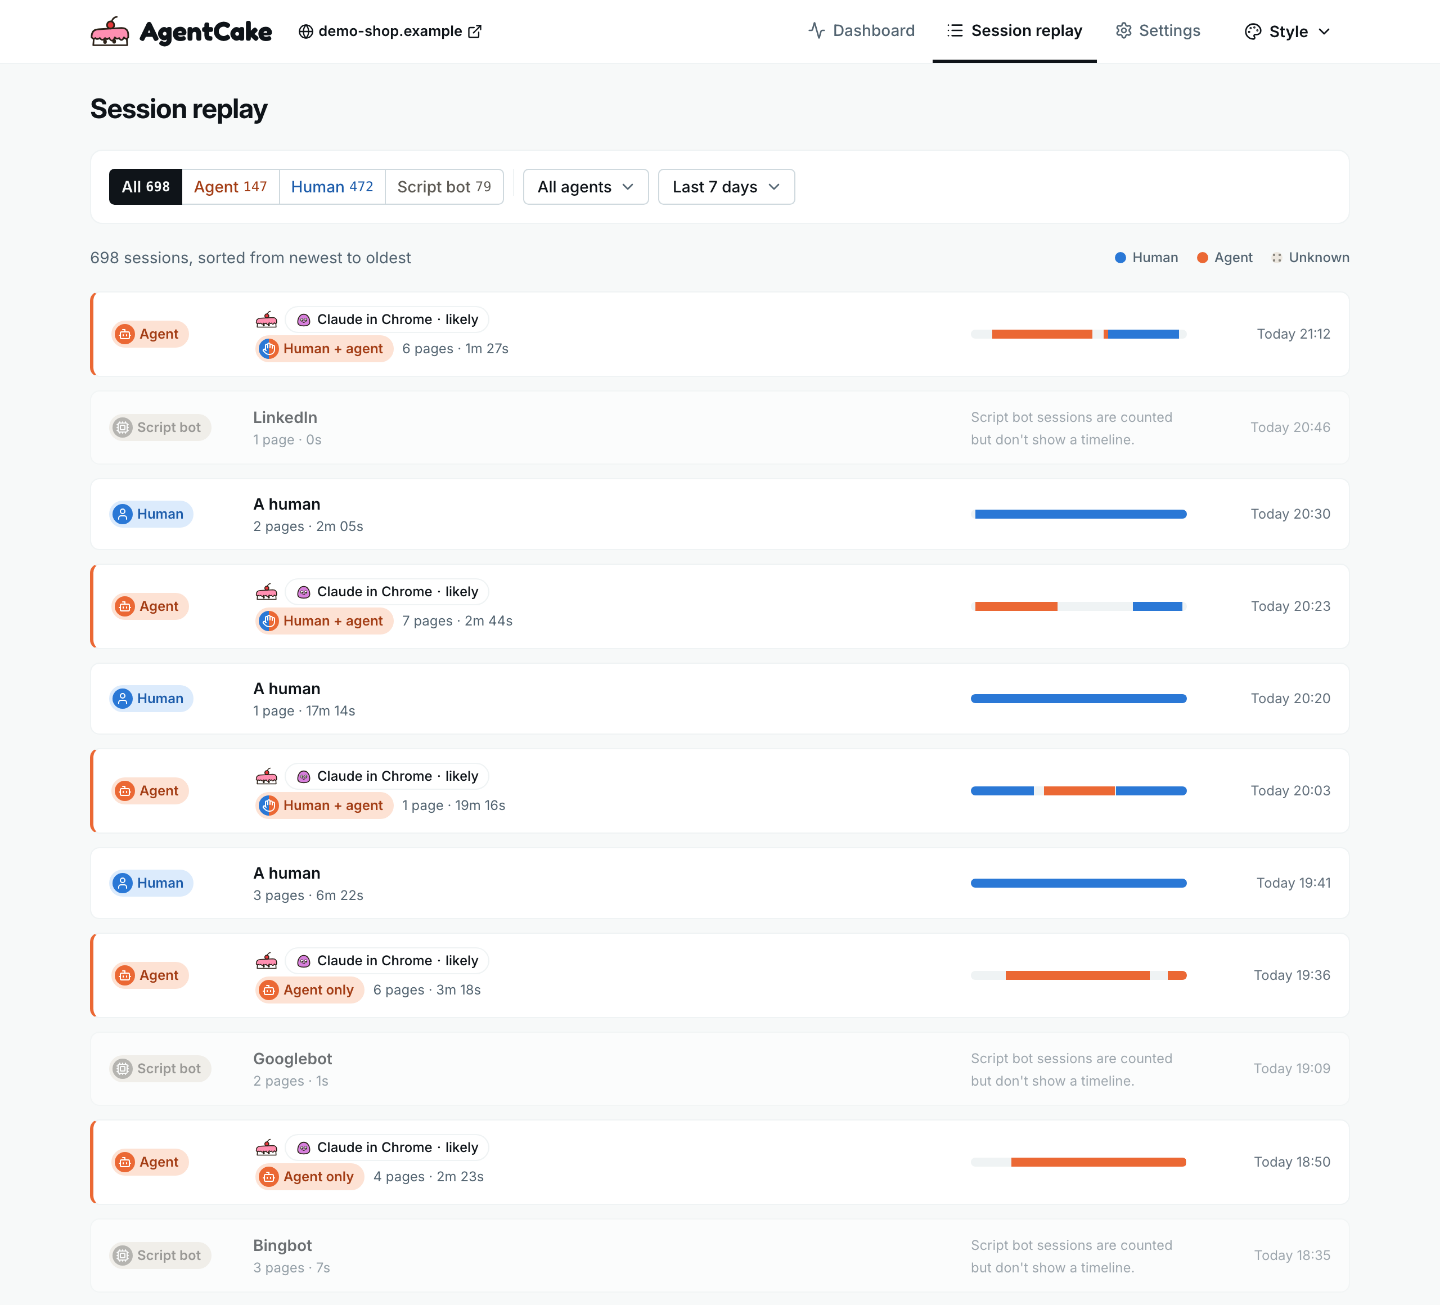 AgentCake
demo-shop.example
Dashboard
Session replay
Settings
Style
Session replay
All 698
Agent 147
Human 472
Script bot 79
All agents
Last 7 days
698 sessions, sorted from newest to oldest
Human
Agent
Unknown
Agent
Claude in Chrome · likely
Human + agent
6 pages · 1m 27s
Today 21:12
Script bot
LinkedIn
1 page · 0s
Script bot sessions are counted
but don't show a timeline.
Today 20:46
Human
A human
2 pages · 2m 05s
Today 20:30
Agent
Claude in Chrome · likely
Human + agent
7 pages · 2m 44s
Today 20:23
Human
A human
1 page · 17m 14s
Today 20:20
Agent
Claude in Chrome · likely
Human + agent
1 page · 19m 16s
Today 20:03
Human
A human
3 pages · 6m 22s
Today 19:41
Agent
Claude in Chrome · likely
Agent only
6 pages · 3m 18s
Today 19:36
Script bot
Googlebot
2 pages · 1s
Script bot sessions are counted
but don't show a timeline.
Today 19:09
Agent
Claude in Chrome · likely
Agent only
4 pages · 2m 23s
Today 18:50
Script bot
Bingbot
3 pages · 7s
Script bot sessions are counted
but don't show a timeline.
Today 18:35